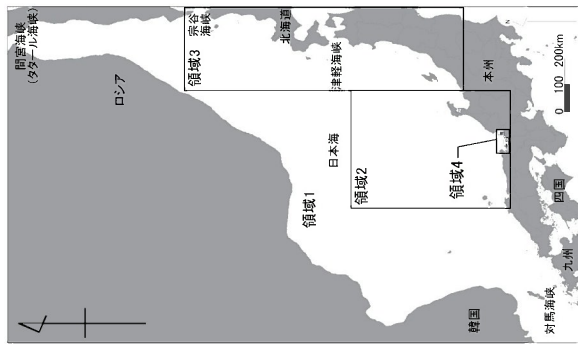 間宮海峡
(タタール海峡)
ロシア
宗谷
海峡
北海道
領域3
津軽海峡
本州
日本海
領域1
領域2
領域4
四国
九州
対馬海峡
韓国
0 100 200km
N